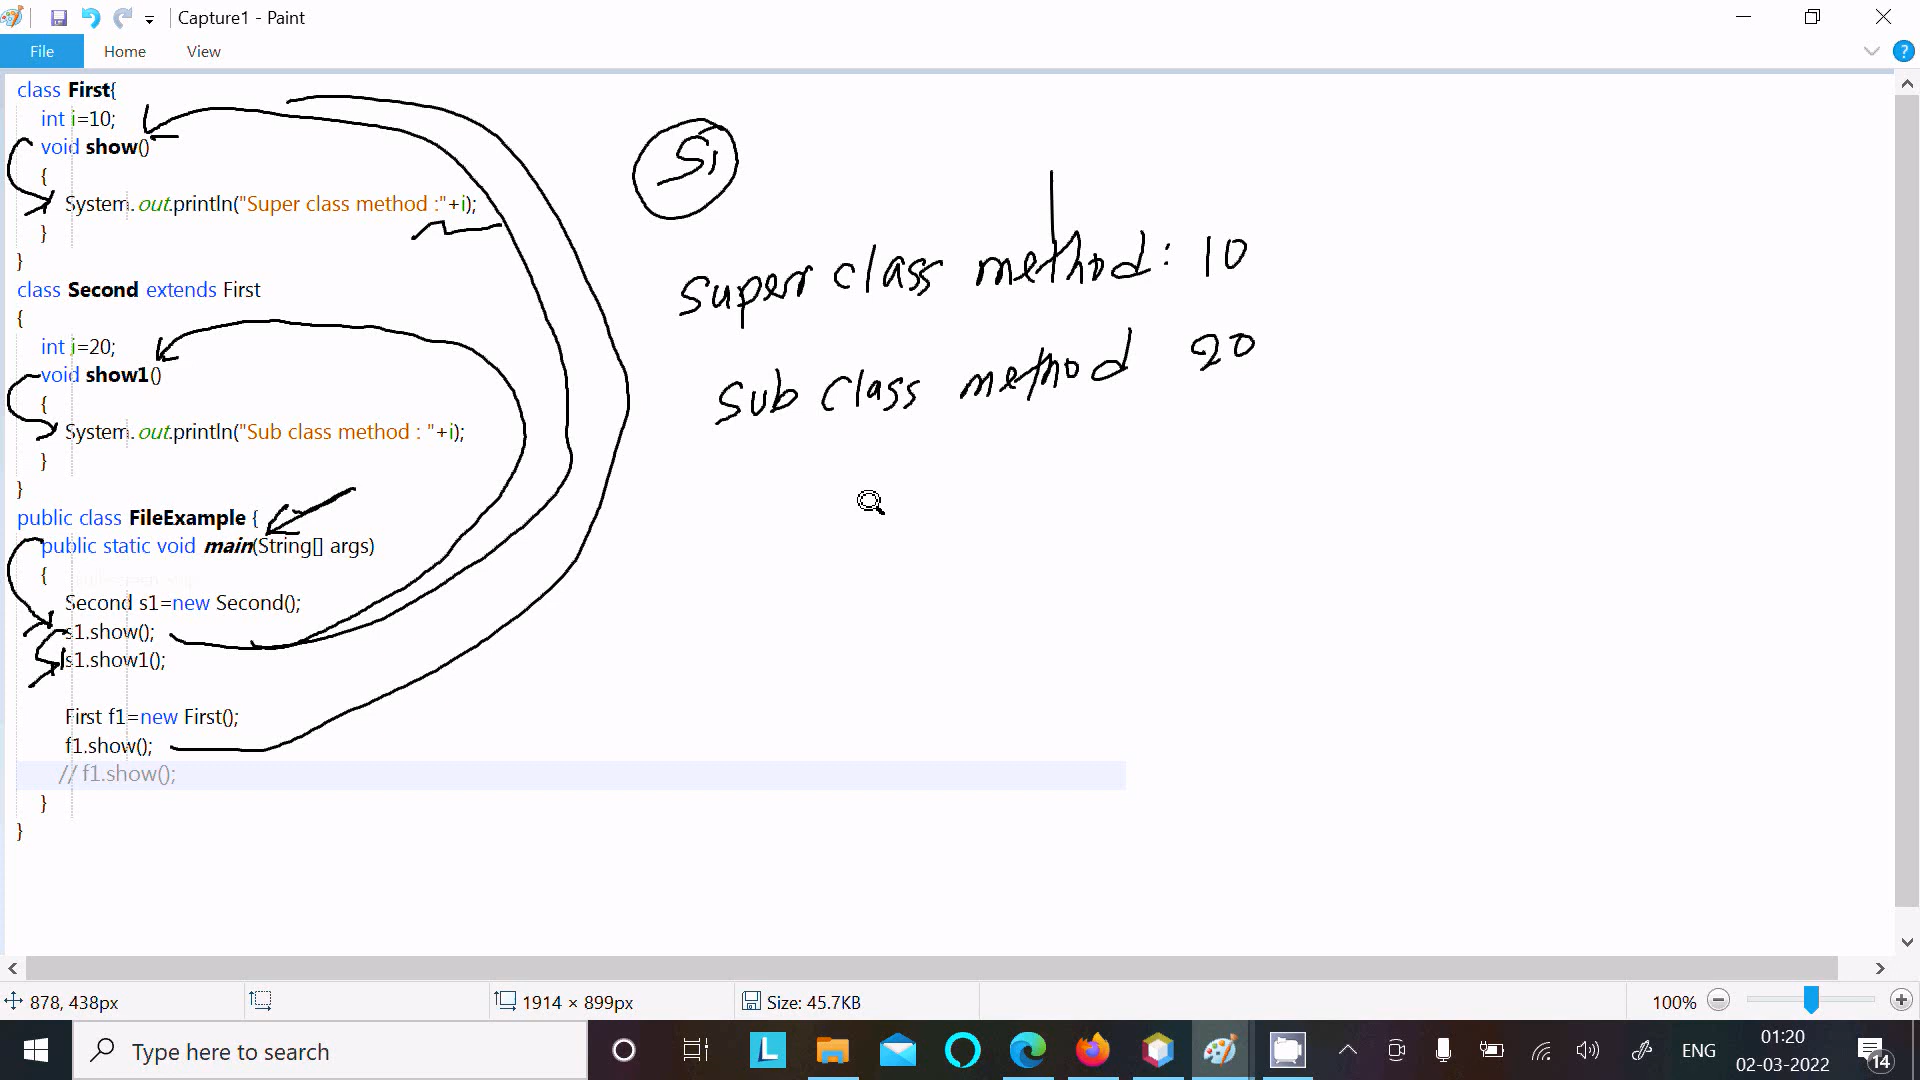 Capture1 - Paint
File Home View
class First{
int i=10;
void show()
{
System.out.println("Super class method :"+i);
}
}
class Second extends First
{
int i=20;
void show1()
{
System.out.println("Sub class method : "+i);
}
}
public class FileExample {
public static void main(String[] args)
{
Second s1=new Second();
s1.show();
s1.show1();
First f1=new First();
f1.show();
// f1.show();
}
}
S1
super class method: 10
sub class method 20
878, 438px
1914 × 899px
Size: 45.7KB
100%
Type here to search
L
ENG
01:20
02-03-2022
14